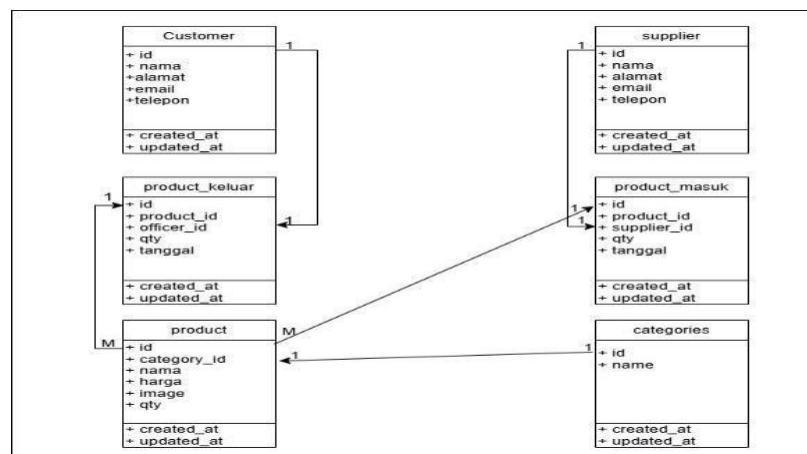 Customer
+ id
+ nama
+alamat
+email
+telepon
+ created_at
+ updated_at
1
supplier
+ id
+ nama
+ alamat
+ email
+ telepon
+ created_at
+ updated_at
1
product_keluar
+ id
+ product_id
+ officer_id
+ qty
+ tanggal
+ created_at
+ updated_at
1
1
product_masuk
+ id
+ product_id
+ supplier_id
+ qty
+ tanggal
+ created_at
+ updated_at
1
1
product
+ id
+ category_id
+ nama
+ harga
+ image
+ qty
+ created_at
+ updated_at
M
M
1
categories
+ id
+ name
+ created_at
+ updated_at
1